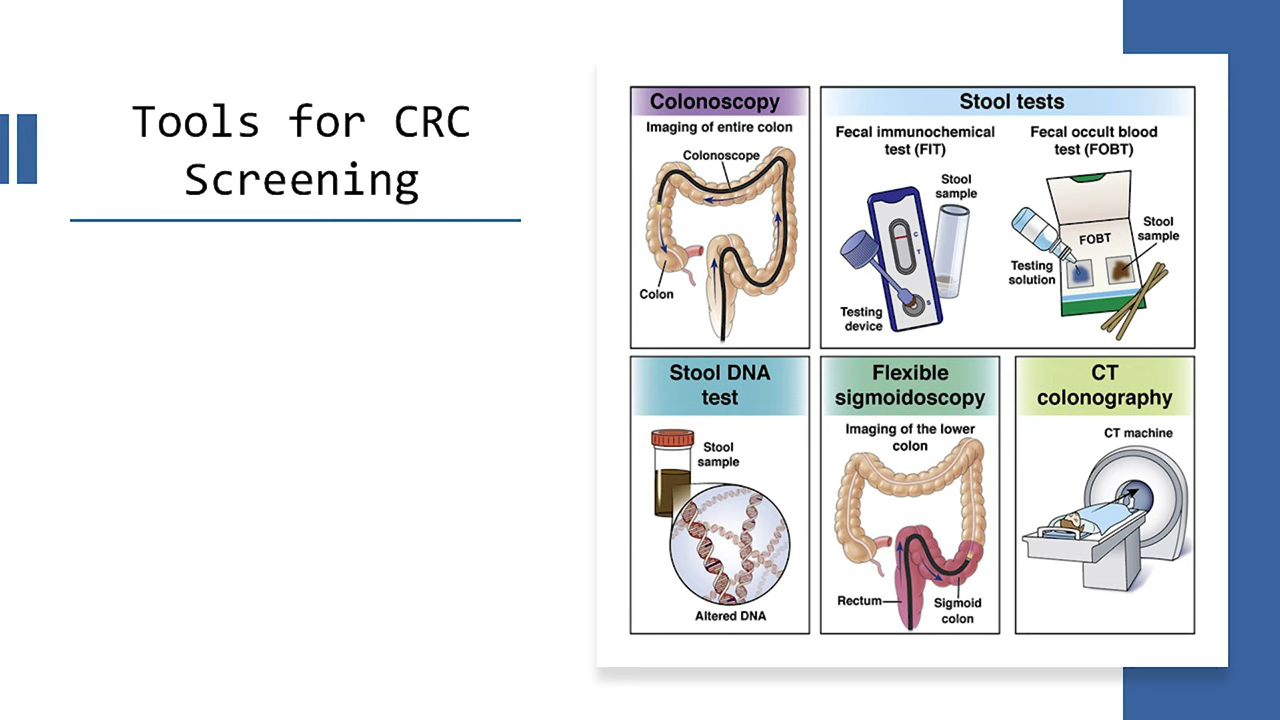 Tools for CRC
Screening
Colonoscopy
Imaging of entire colon
Colonoscope
Colon
Stool tests
Fecal immunochemical
test (FIT)
Stool
sample
C
T
S
Testing
device
Fecal occult blood
test (FOBT)
FOBT
Stool
sample
Testing
solution
Stool DNA
test
Stool
sample
Altered DNA
Flexible
sigmoidoscopy
Imaging of the lower
colon
Rectum
Sigmoid
colon
CT
colonography
CT machine